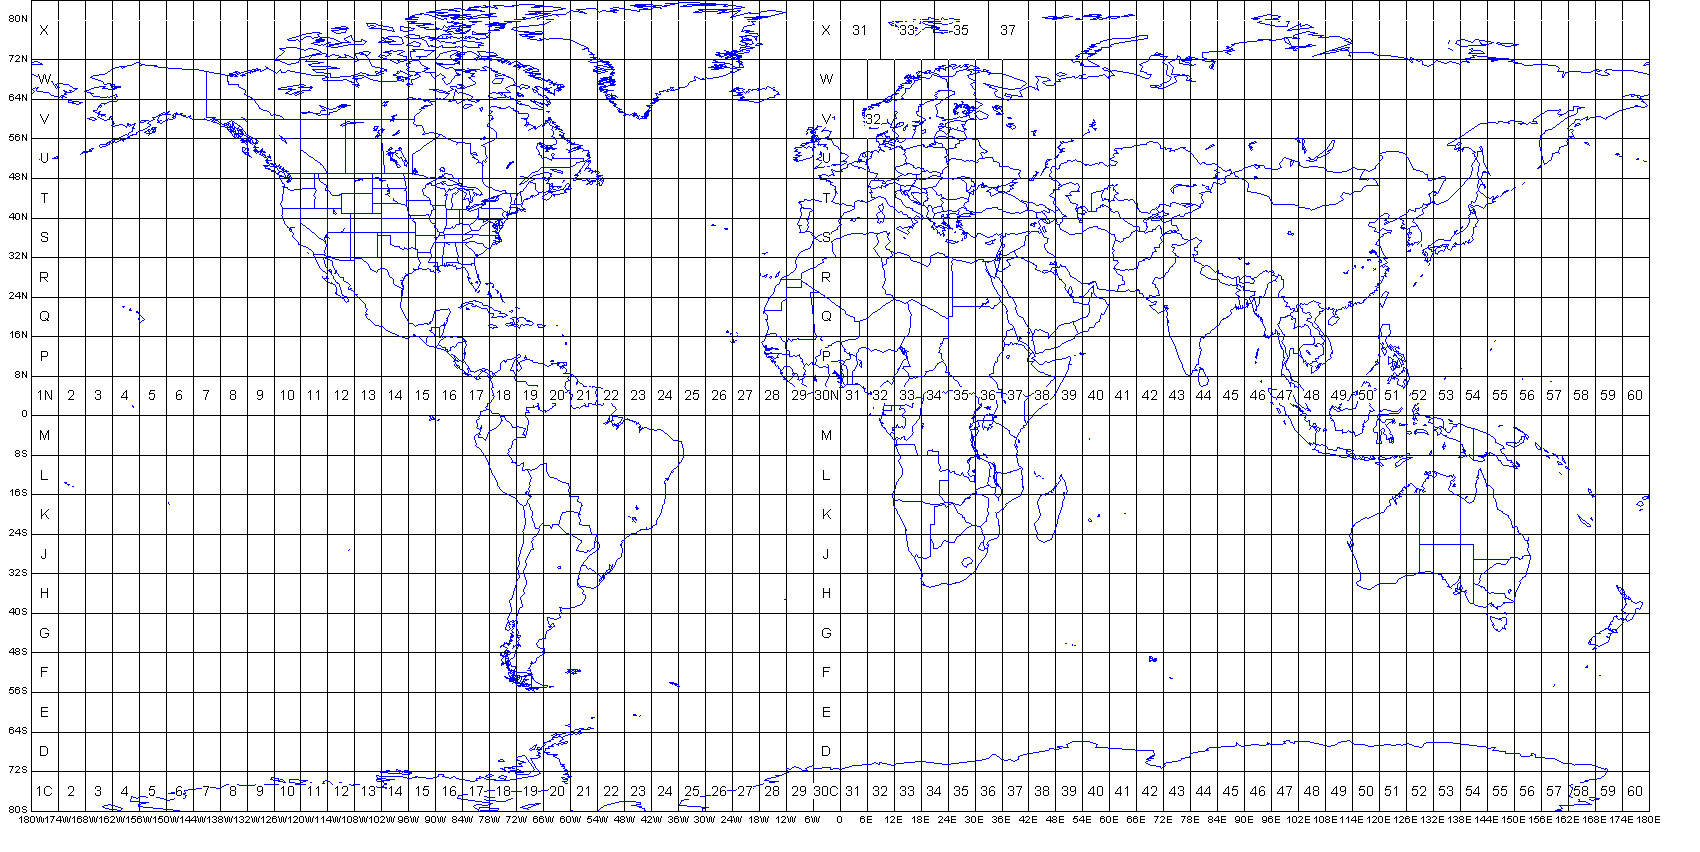 80N
X X 31 33 35 37
72N
W W
64N
V V 32
56N
U U
48N
T T
40N
S S
32N
R R
24N
Q Q
16N
P P
8N
1N 2 3 4 5 6 7 8 9 10 11 12 13 14 15 16 17 18 19 20 21 22 23 24 25 26 27 28 29 30N 31 32 33 34 35 36 37 38 39 40 41 42 43 44 45 46 47 48 49 50 51 52 53 54 55 56 57 58 59 60
0
M M
8S
L L
16S
K K
24S
J J
32S
H H
40S
G G
48S
F F
56S
E E
64S
D D
72S
1C 2 3 4 5 6 7 8 9 10 11 12 13 14 15 16 17 18 19 20 21 22 23 24 25 26 27 28 29 30C 31 32 33 34 35 36 37 38 39 40 41 42 43 44 45 46 47 48 49 50 51 52 53 54 55 56 57 58 59 60
80S
180W 174W 168W 162W 156W 150W 144W 138W 132W 126W 120W 114W 108W 102W 96W 90W 84W 78W 72W 66W 60W 54W 48W 42W 36W 30W 24W 18W 12W 6W 0 6E 12E 18E 24E 30E 36E 42E 48E 54E 60E 66E 72E 78E 84E 90E 96E 102E 108E 114E 120E 126E 132E 138E 144E 150E 156E 162E 168E 174E 180E